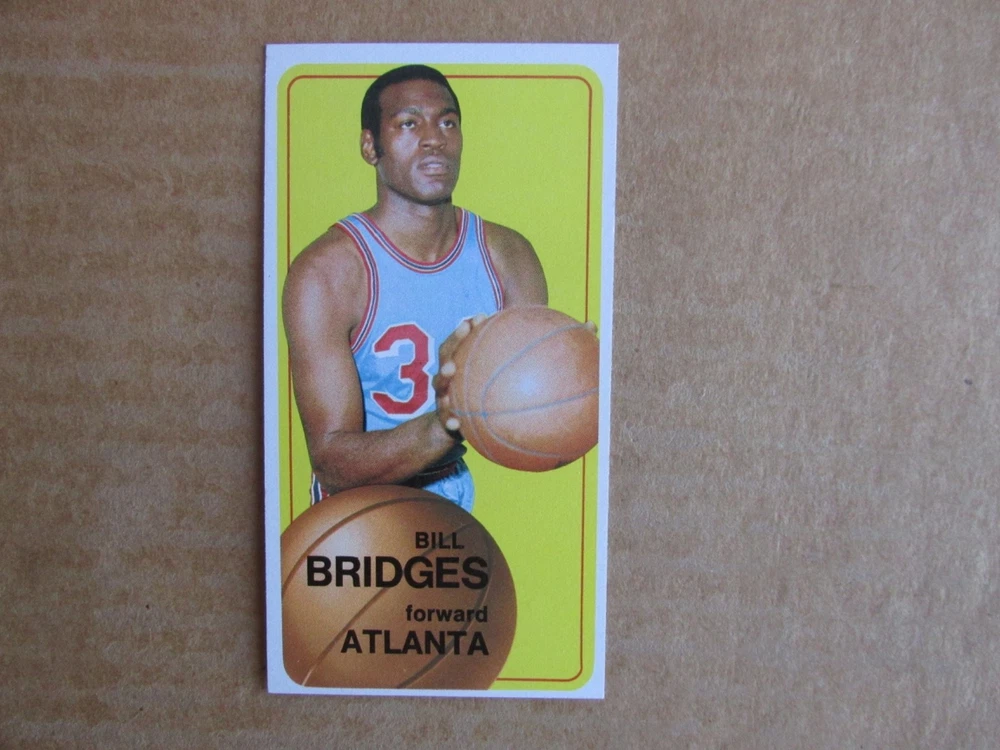 3
BILL
BRIDGES
forward
ATLANTA